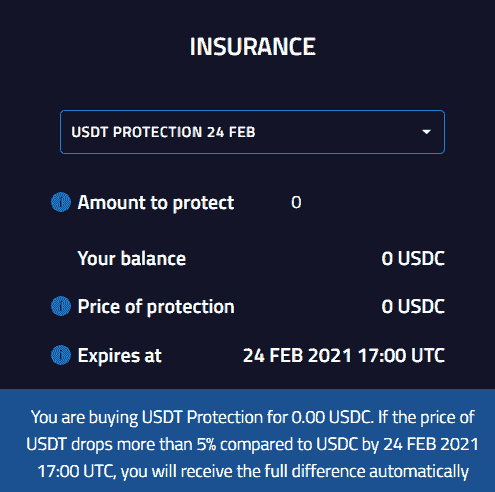 INSURANCE
USDT PROTECTION 24 FEB
Amount to protect 0
Your balance 0 USDC
Price of protection 0 USDC
Expires at 24 FEB 2021 17:00 UTC
You are buying USDT Protection for 0.00 USDC. If the price of
USDT drops more than 5% compared to USDC by 24 FEB 2021
17:00 UTC, you will receive the full difference automatically